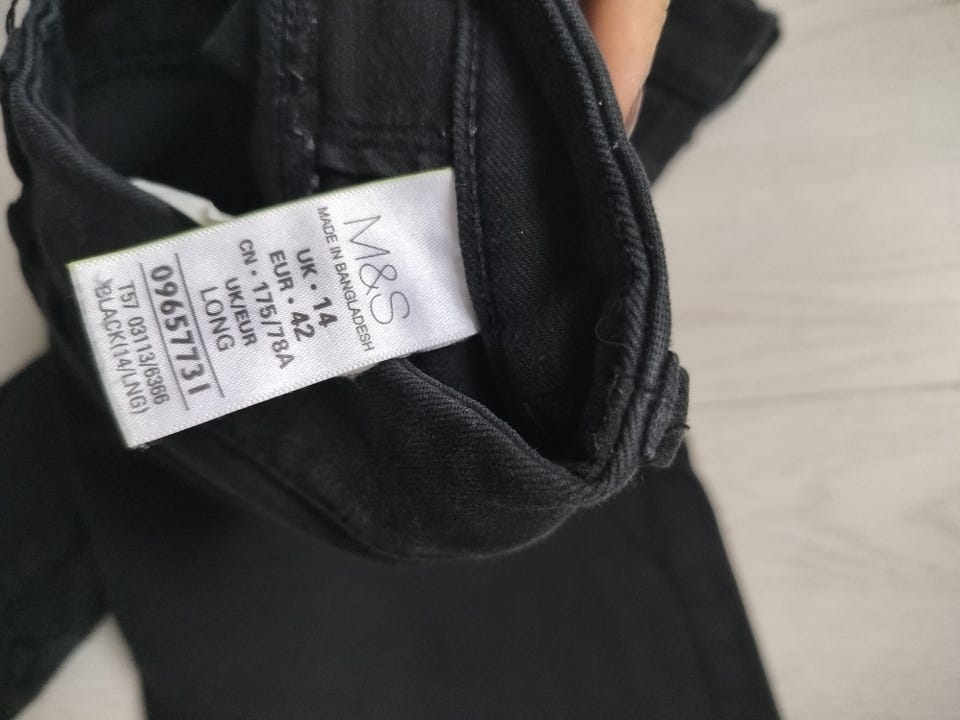 M&S
MADE IN BANGLADESH
UK • 14
EUR • 42
CN • 175/78A
UK/EUR
LONG
09657731
T57 03113/6366
BLACK(14/LNG)